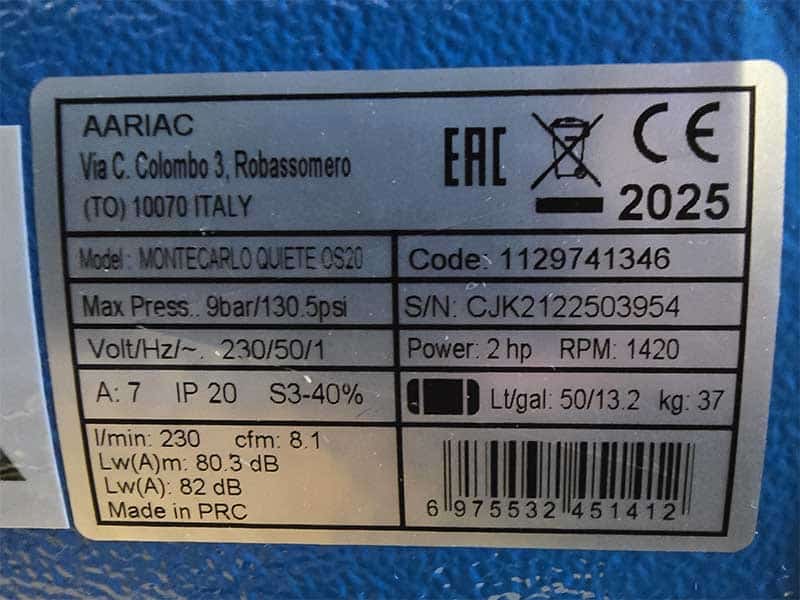 AARIAC
Via C. Colombo 3, Robassomero
(TO) 10070 ITALY
EAC
CE
2025
Model: MONTECARLO QUIETE OS20
Code: 1129741346
Max Press.. 9bar/130.5psi
S/N: CJK2122503954
Volt/Hz/~. 230/50/1
Power: 2 hp RPM: 1420
A: 7 IP 20 S3-40%
Lt/gal: 50/13.2 kg: 37
l/min: 230 cfm: 8.1
Lw(A)m: 80.3 dB
Lw(A): 82 dB
Made in PRC
6 975532 451412